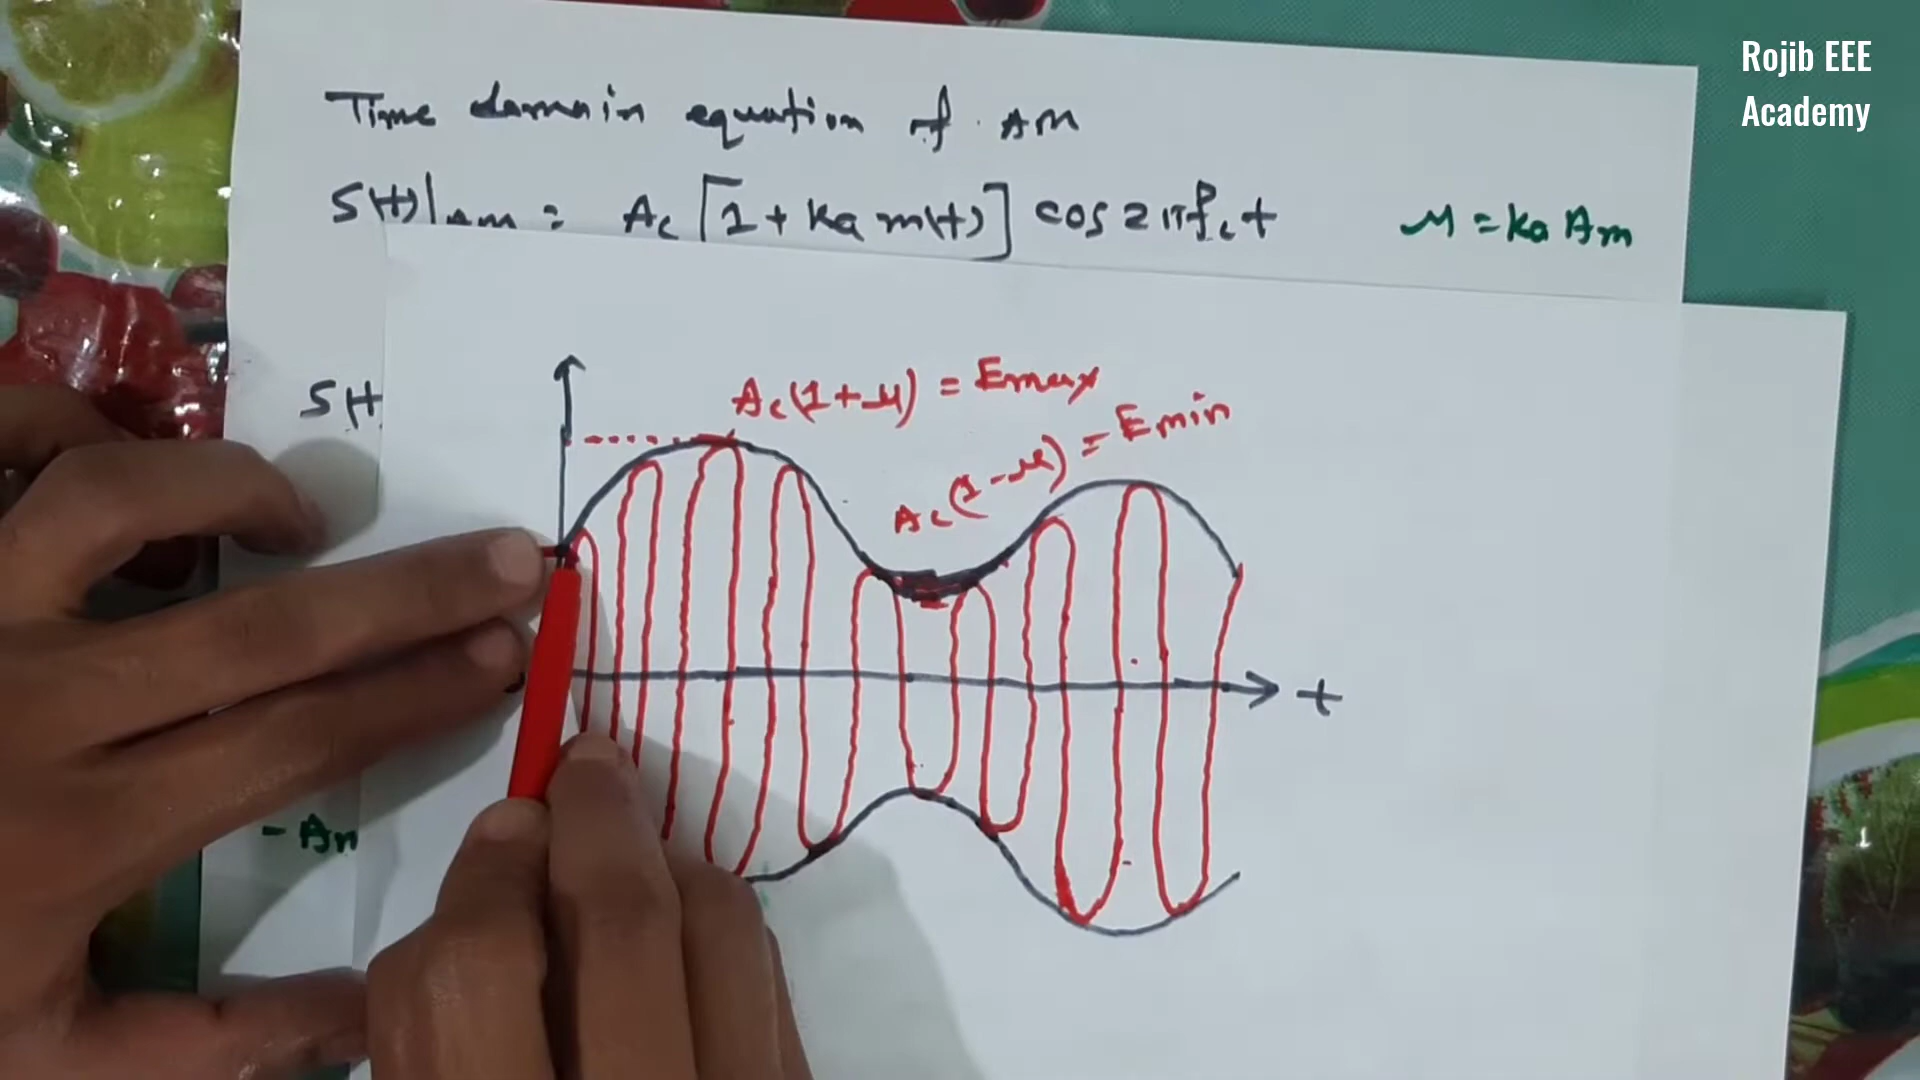 Rojib EEE
Academy
Time domain equation of AM
S(t)|AM = Ac [1 + Ka m(t)] cos 2πfct
μ = Ka Am
S(t
Ac(1+μ) = Emax
Ac(1-μ) = Emin
t
- Am